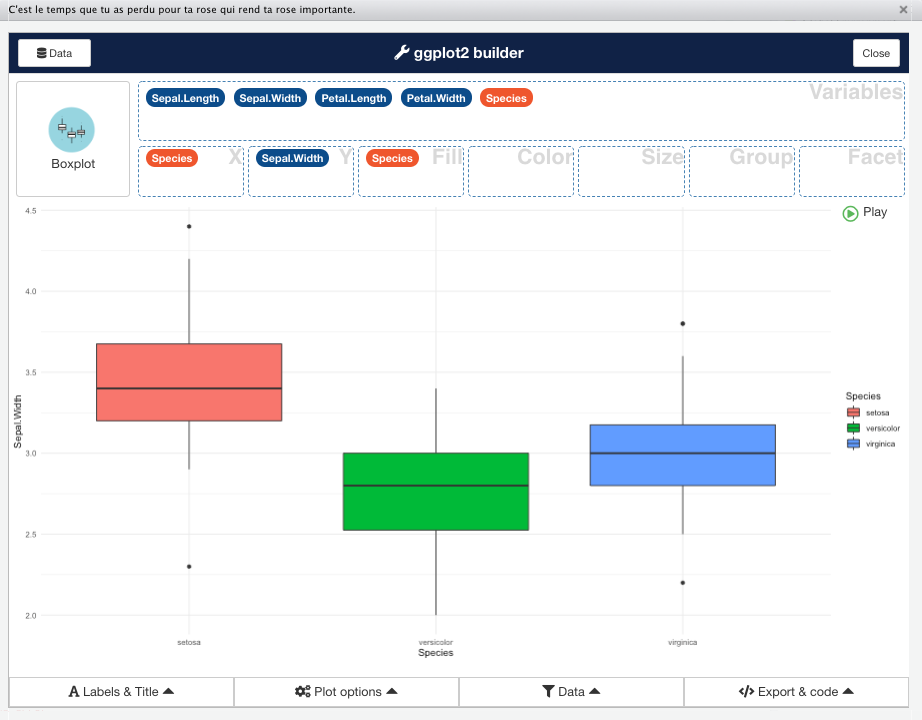 C'est le temps que tu as perdu pour ta rose qui rend ta rose importante.
Data
ggplot2 builder
Close
Boxplot
Sepal.Length Sepal.Width Petal.Length Petal.Width Species Variables
Species X Sepal.Width Y Species Fill Color Size Group Facet
Play
4.5
4.0
3.5
3.0
2.5
2.0
Sepal.Width
setosa versicolor virginica
Species
Species
setosa
versicolor
virginica
Labels & Title Plot options Data Export & code